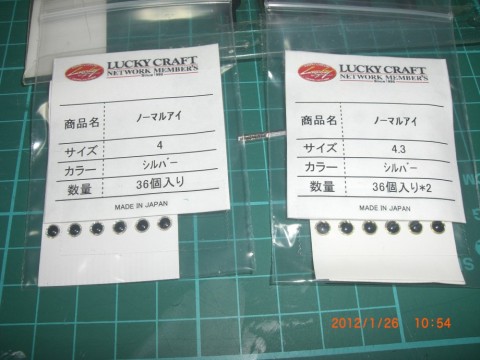 LUCKY CRAFT
NETWORK MEMBER'S
商品名 ノーマルアイ
サイズ 4
カラー シルバー
数量 36個入り
MADE IN JAPAN
LUCKY CRAFT
NETWORK MEMBER'S
商品名 ノーマルアイ
サイズ 4.3
カラー シルバー
数量 36個入り*2
MADE IN JAPAN
2012/1/26 10:54